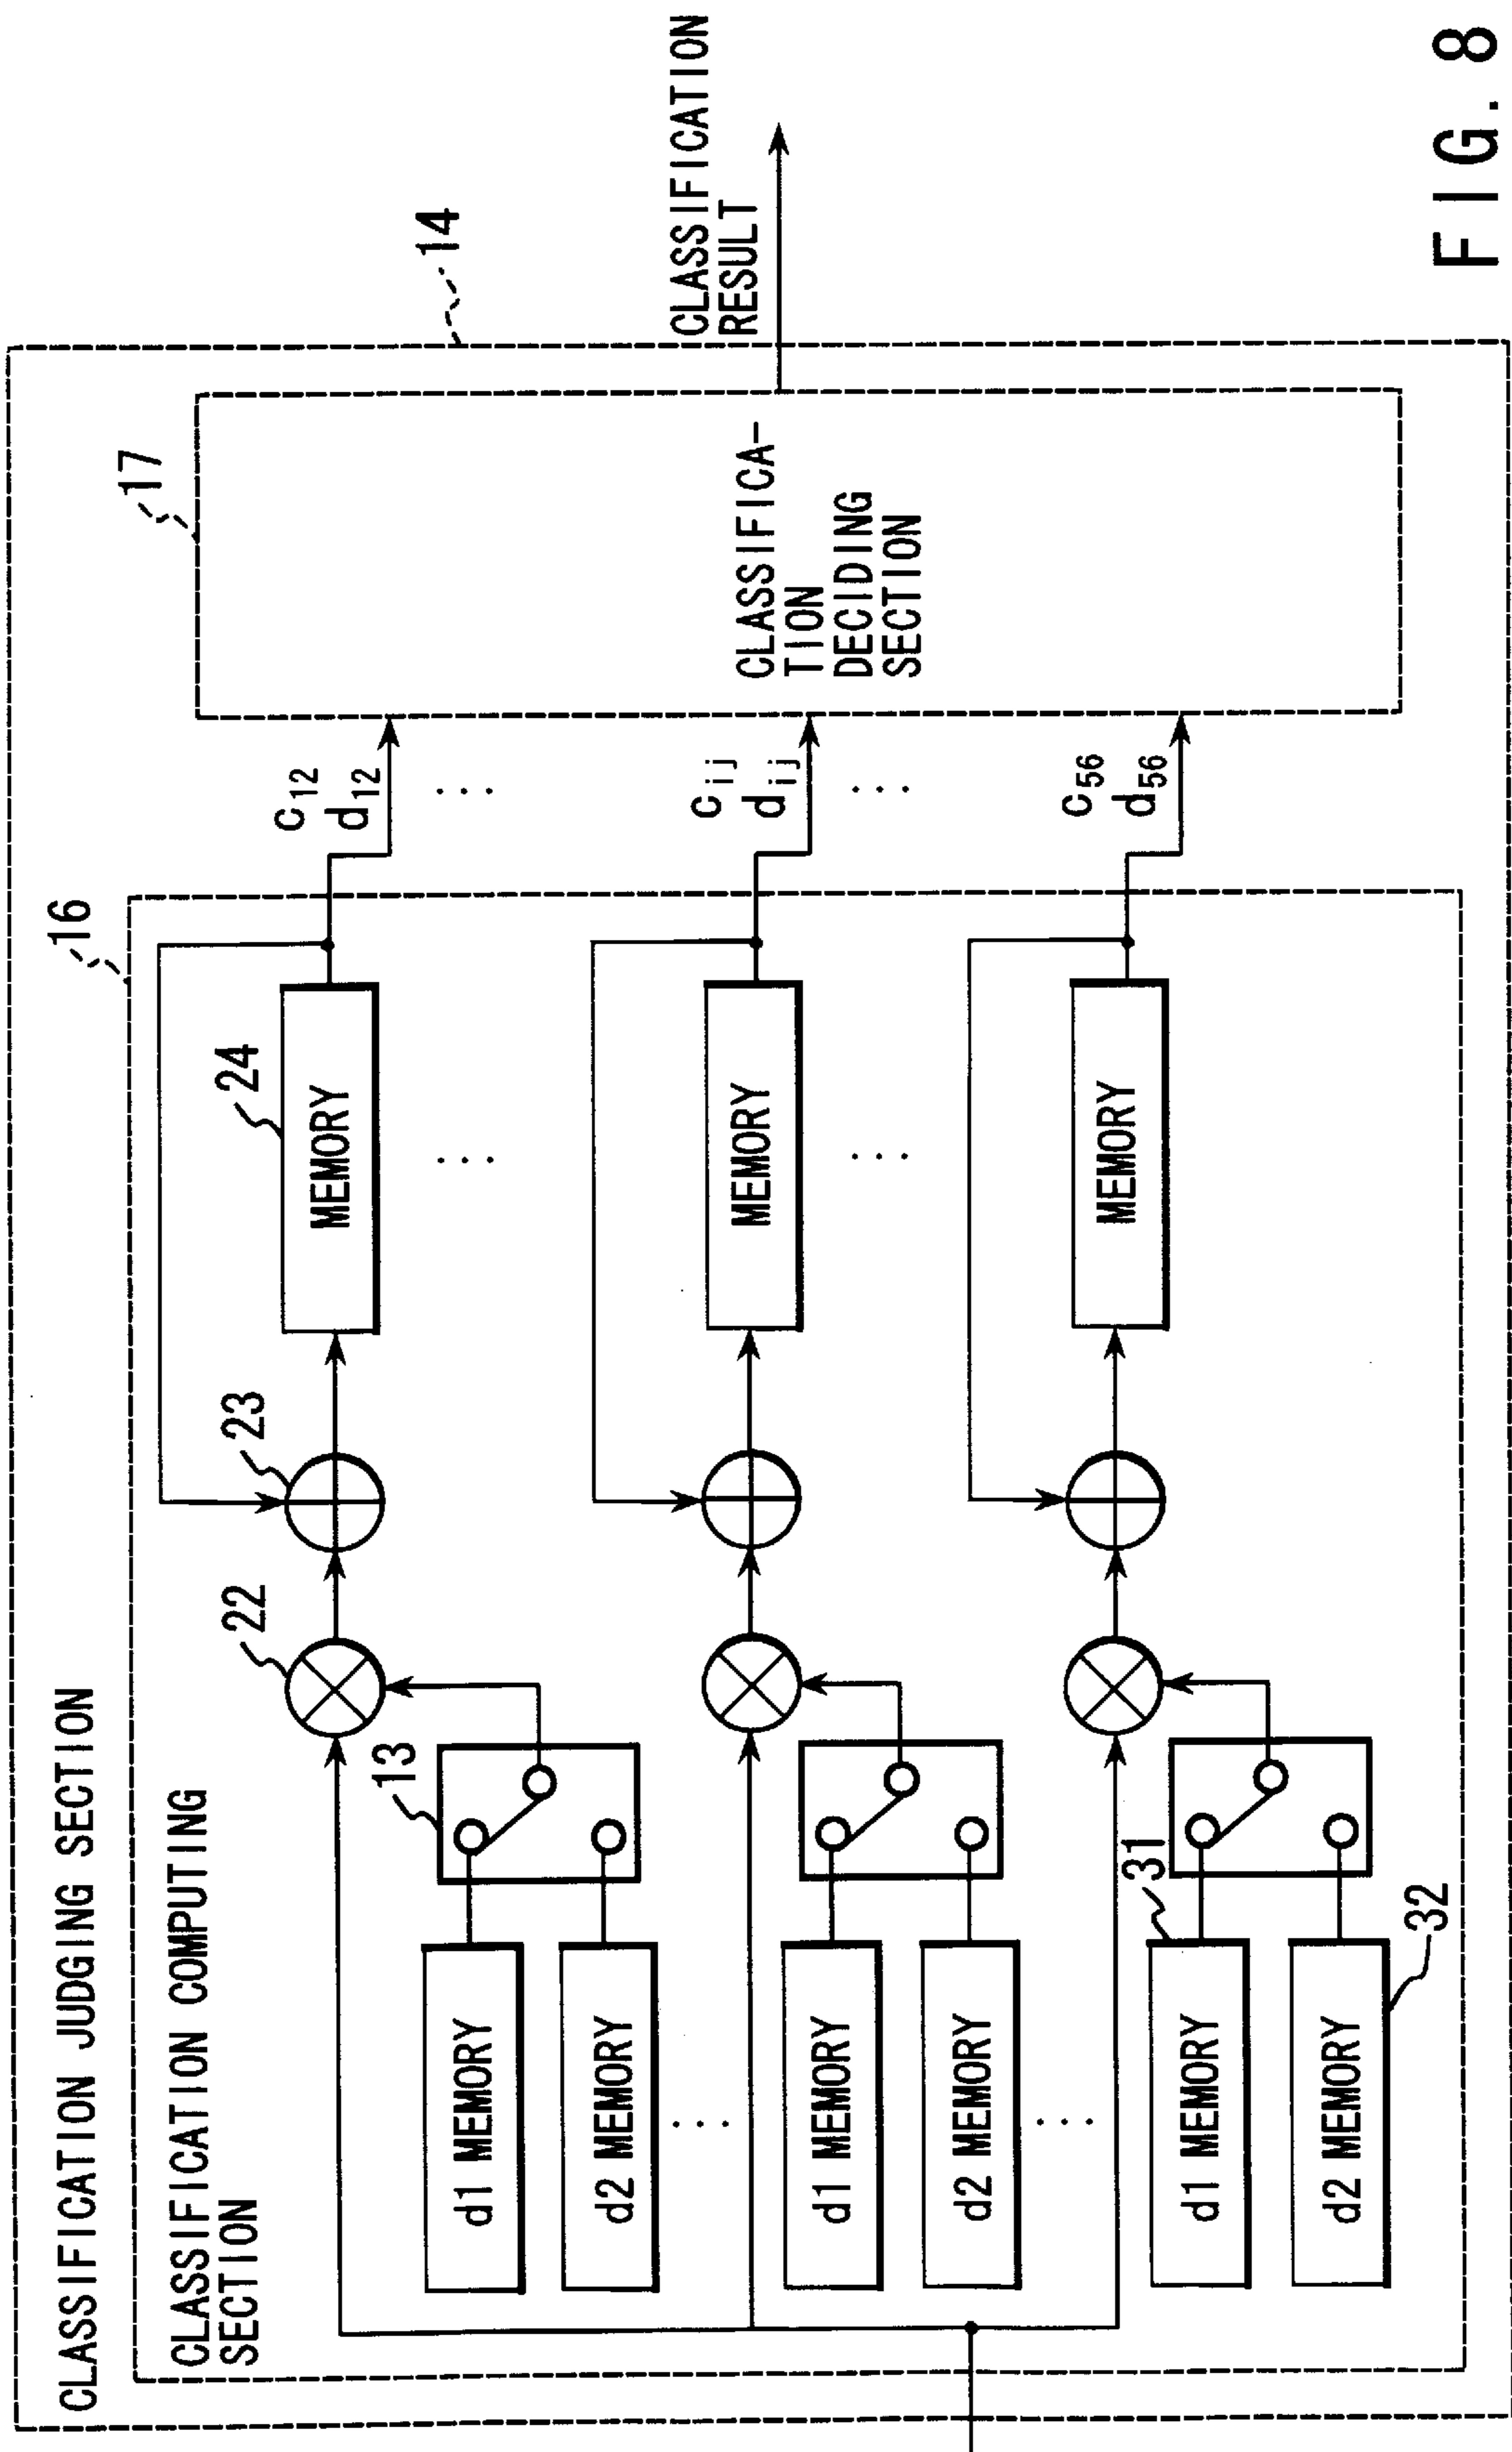 CLASSIFICATION JUDGING SECTION
14
CLASSIFICATION COMPUTING
SECTION
16
17
22
23
24
MEMORY
13
d1 MEMORY
d2 MEMORY
c12
d12
...
...
...
MEMORY
d1 MEMORY
d2 MEMORY
cij
dij
...
...
...
MEMORY
31
d1 MEMORY
d2 MEMORY
32
c56
d56
CLASSIFICA-
TION
DECIDING
SECTION
CLASSIFICATION
RESULT
FIG. 8